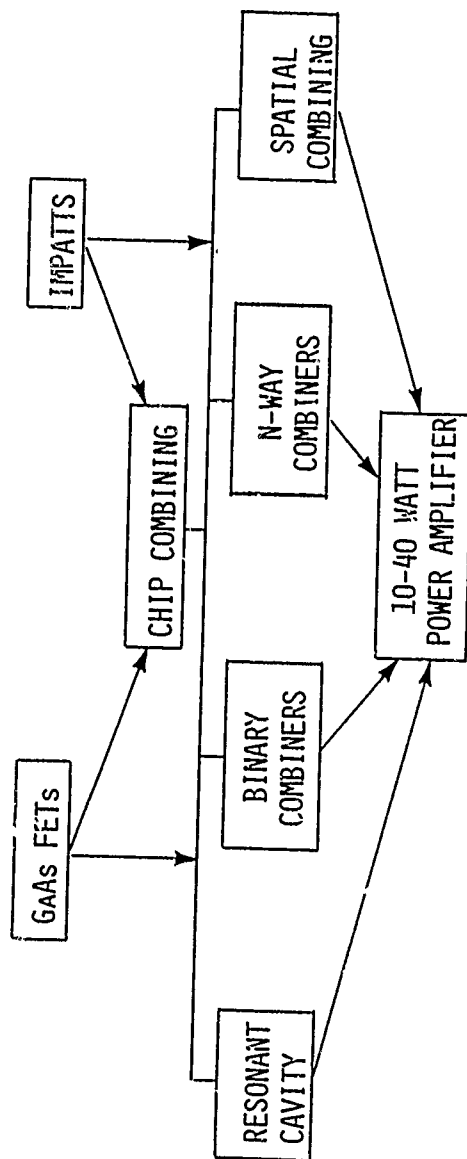 GaAs FETs
IMPATTS
CHIP COMBINING
RESONANT
CAVITY
BINARY
COMBINERS
N-WAY
COMBINERS
SPATIAL
COMBINING
10-40 WATT
POWER AMPLIFIER